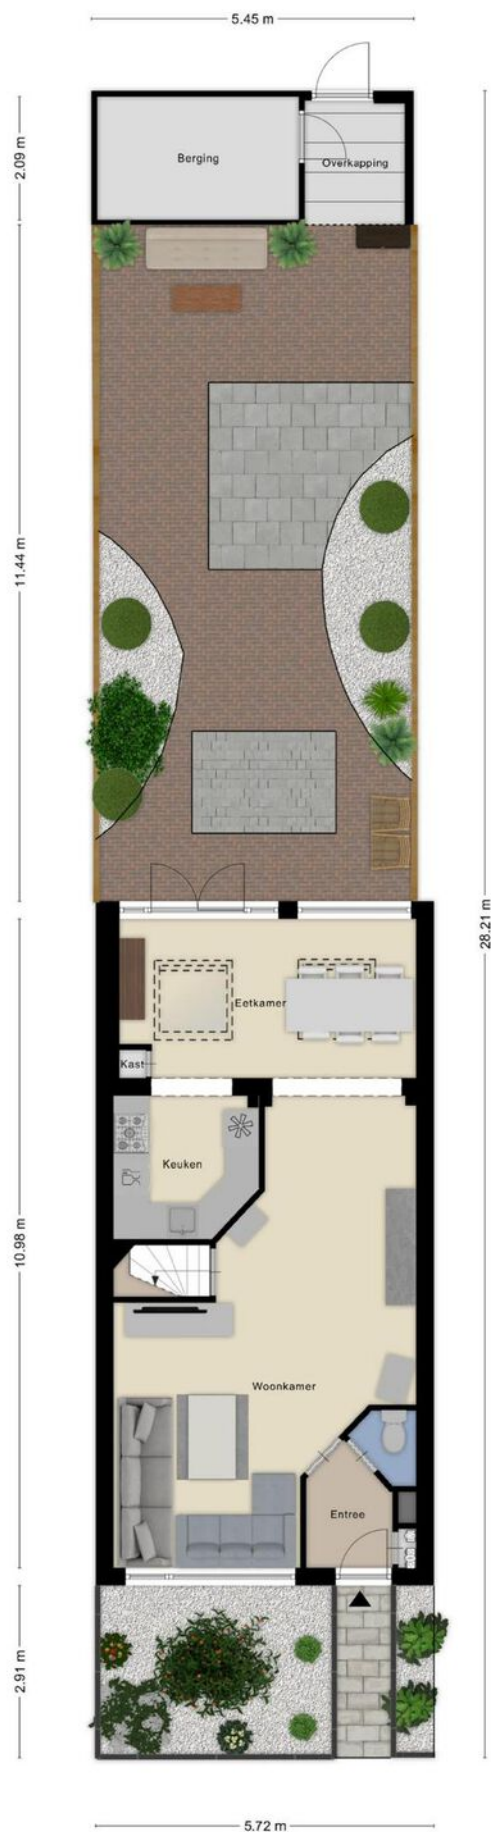 5.45 m
2.09 m
Berging
Overkapping
11.44 m
28.21 m
Eetkamer
Kast
Keuken
10.98 m
Woonkamer
Entree
2.91 m
5.72 m